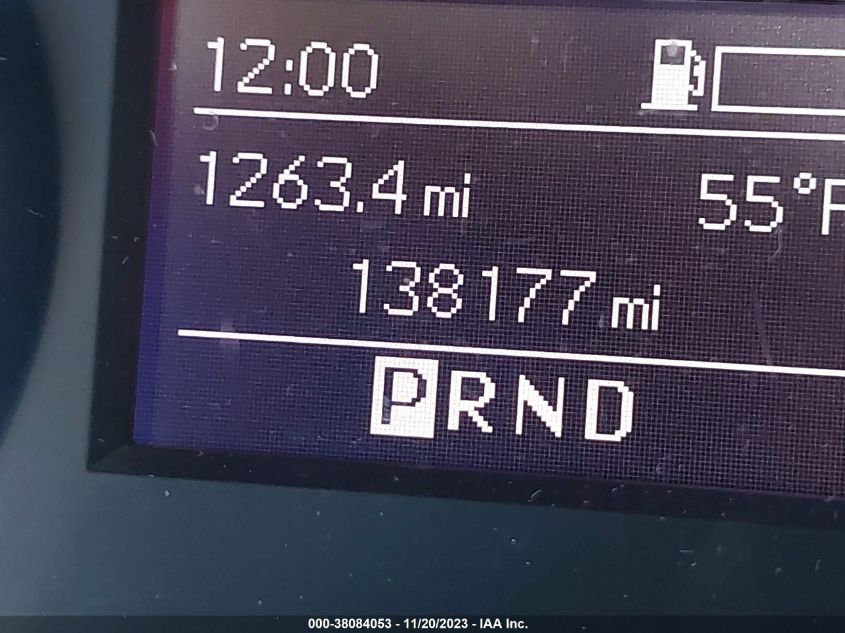 12:00
1263.4 mi 55°F
138177 mi
PRND
000-38084053 - 11/20/2023 - IAA Inc.